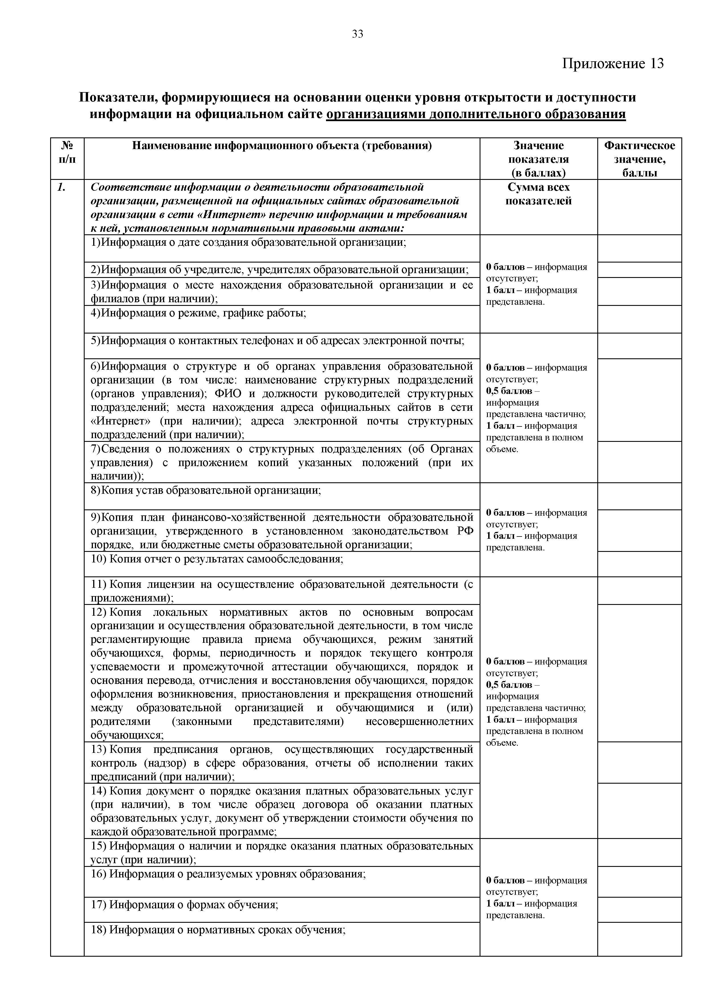 33
Приложение 13
Показатели, формирующиеся на основании оценки уровня открытости и доступности
информации на официальном сайте организациями дополнительного образования
№
п/п
Наименование информационного объекта (требования)
Значение
показателя
(в баллах)
Фактическое
значение,
баллы
1.
Соответствие информации о деятельности образовательной
организации, размещенной на официальных сайтах образовательной
организации в сети «Интернет» перечню информации и требованиям
к ней, установленным нормативными правовыми актами:
Сумма всех
показателей
1)Информация о дате создания образовательной организации;
2)Информация об учредителе, учредителях образовательной организации;
3)Информация о месте нахождения образовательной организации и ее
филиалов (при наличии);
4)Информация о режиме, графике работы;
0 баллов – информация
отсутствует;
1 балл – информация
представлена.
5)Информация о контактных телефонах и об адресах электронной почты;
6)Информация о структуре и об органах управления образовательной
организации (в том числе: наименование структурных подразделений
(органов управления); ФИО и должности руководителей структурных
подразделений; места нахождения адреса официальных сайтов в сети
«Интернет» (при наличии); адреса электронной почты структурных
подразделений (при наличии);
7)Сведения о положениях о структурных подразделениях (об Органах
управления) с приложением копий указанных положений (при их
наличии));
0 баллов – информация
отсутствует;
0,5 баллов –
информация
представлена частично;
1 балл – информация
представлена в полном
объеме.
8)Копия устав образовательной организации;
9)Копия план финансово-хозяйственной деятельности образовательной
организации, утвержденного в установленном законодательством РФ
порядке, или бюджетные сметы образовательной организации;
10) Копия отчет о результатах самообследования;
0 баллов – информация
отсутствует;
1 балл – информация
представлена.
11) Копия лицензии на осуществление образовательной деятельности (с
приложениями);
12) Копия локальных нормативных актов по основным вопросам
организации и осуществления образовательной деятельности, в том числе
регламентирующие правила приема обучающихся, режим занятий
обучающихся, формы, периодичность и порядок текущего контроля
успеваемости и промежуточной аттестации обучающихся, порядок и
основания перевода, отчисления и восстановления обучающихся, порядок
оформления возникновения, приостановления и прекращения отношений
между образовательной организацией и обучающимися и (или)
родителями (законными представителями) несовершеннолетних
обучающихся;
13) Копия предписания органов, осуществляющих государственный
контроль (надзор) в сфере образования, отчеты об исполнении таких
предписаний (при наличии);
14) Копия документ о порядке оказания платных образовательных услуг
(при наличии), в том числе образец договора об оказании платных
образовательных услуг, документ об утверждении стоимости обучения по
каждой образовательной программе;
0 баллов – информация
отсутствует;
0,5 баллов –
информация
представлена частично;
1 балл – информация
представлена в полном
объеме.
15) Информация о наличии и порядке оказания платных образовательных
услуг (при наличии);
16) Информация о реализуемых уровнях образования;
17) Информация о формах обучения;
18) Информация о нормативных сроках обучения;
0 баллов – информация
отсутствует;
1 балл – информация
представлена.